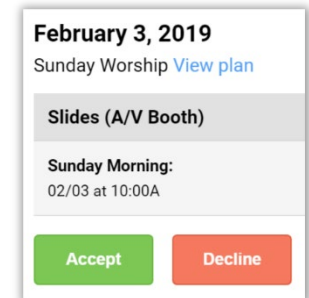 February 3, 2019
Sunday Worship View plan
Slides (A/V Booth)
Sunday Morning:
02/03 at 10:00A
Accept Decline